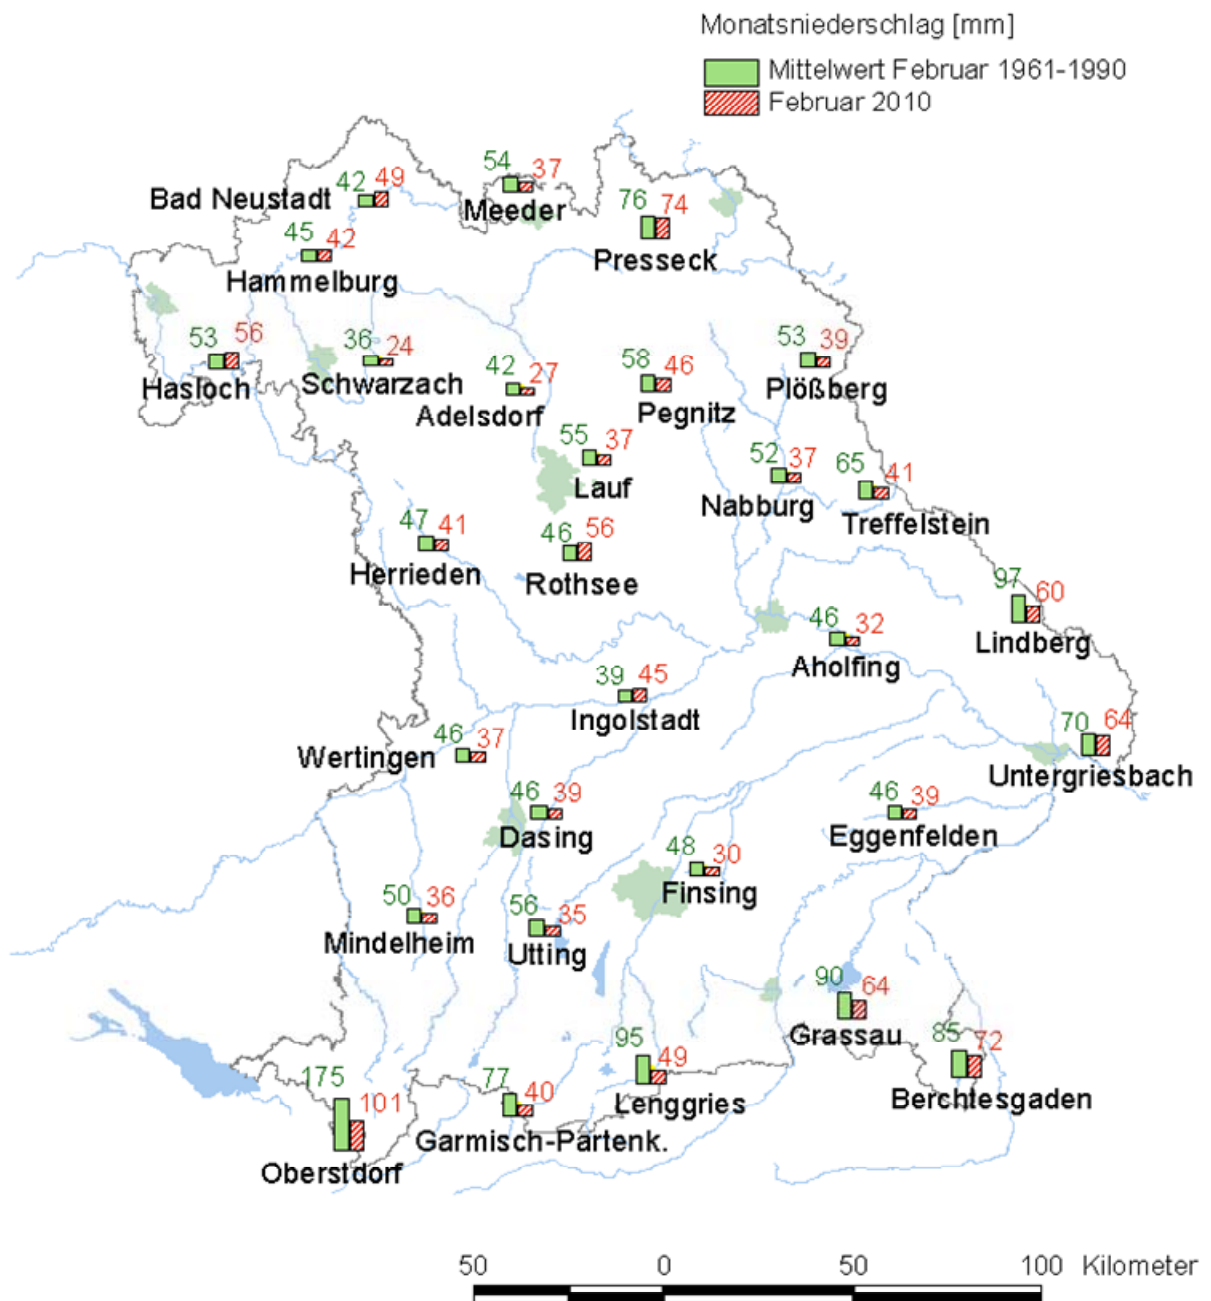 Monatsniederschlag [mm]
Mittelwert Februar 1961-1990
Februar 2010
54 37
Meeder
Bad Neustadt 42 49
76 74
Presseck
45 42
Hammelburg
53 56
Hasloch
36 24
Schwarzach
42 27
Adelsdorf
58 46
Pegnitz
53 39
Plößberg
55 37
Lauf
52 37
Nabburg
65 41
Treffelstein
47 41
Herrieden
46 56
Rothsee
97 60
Lindberg
46 32
Aholfing
39 45
Ingolstadt
70 64
Untergriesbach
Wertingen 46 37
46 39
Dasing
46 39
Eggenfelden
48 30
Finsing
50 36
Mindelheim
56 35
Utting
90 64
Grassau
85 72
Berchtesgaden
95 49
Lenggries
77 40
Garmisch-Partenk.
175 101
Oberstdorf
50 0 50 100 Kilometer